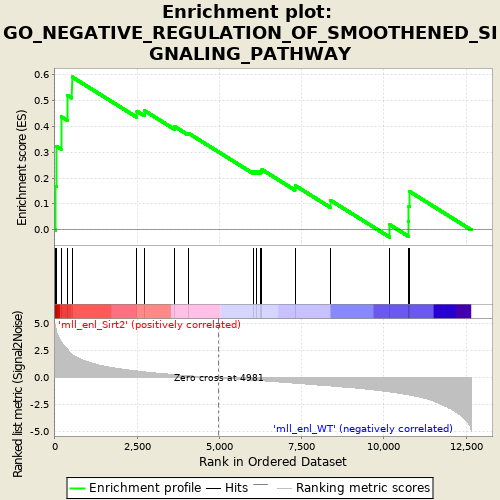 Enrichment plot:
GO_NEGATIVE_REGULATION_OF_SMOOTHENED_SI
GNALING_PATHWAY
Enrichment score (ES)
0.6
0.5
0.4
0.3
0.2
0.1
0.0
Ranked list metric (Signal2Noise)
5.0
2.5
0.0
-2.5
-5.0
'mll_enl_Sirt2' (positively correlated)
Zero cross at 4981
'mll_enl_WT' (negatively correlated)
0
2,500
5,000
7,500
10,000
12,500
Rank in Ordered Dataset
Enrichment profile
Hits
Ranking metric scores